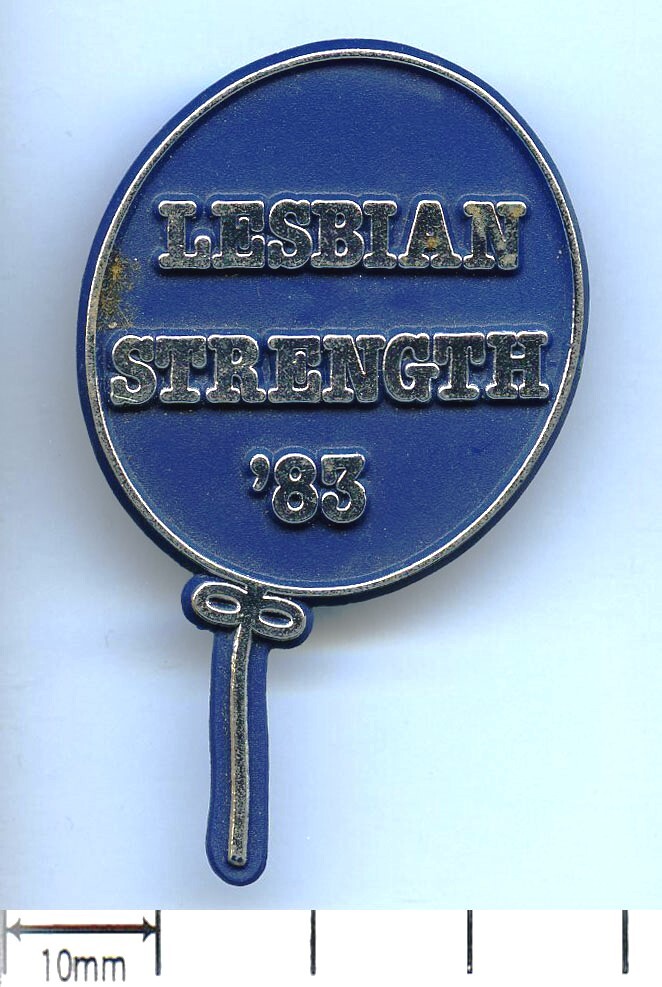 LESBIAN
STRENGTH
'83
10mm